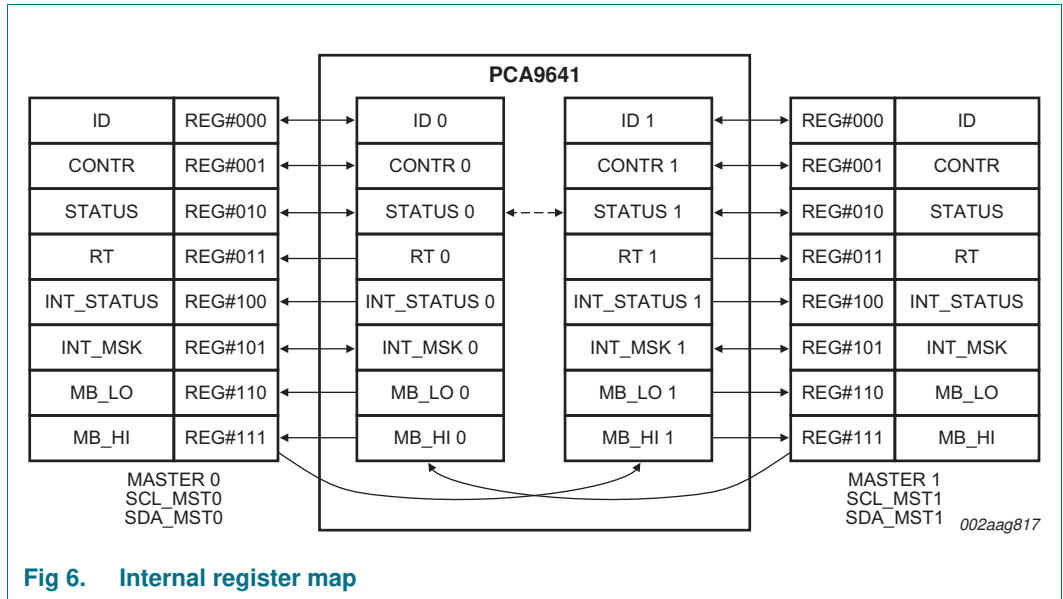 PCA9641
ID REG#000 ID 0 ID 1 REG#000 ID
CONTR REG#001 CONTR 0 CONTR 1 REG#001 CONTR
STATUS REG#010 STATUS 0 STATUS 1 REG#010 STATUS
RT REG#011 RT 0 RT 1 REG#011 RT
INT_STATUS REG#100 INT_STATUS 0 INT_STATUS 1 REG#100 INT_STATUS
INT_MSK REG#101 INT_MSK 0 INT_MSK 1 REG#101 INT_MSK
MB_LO REG#110 MB_LO 0 MB_LO 1 REG#110 MB_LO
MB_HI REG#111 MB_HI 0 MB_HI 1 REG#111 MB_HI
MASTER 0
SCL_MST0
SDA_MST0
MASTER 1
SCL_MST1
SDA_MST1
002aag817
Fig 6. Internal register map